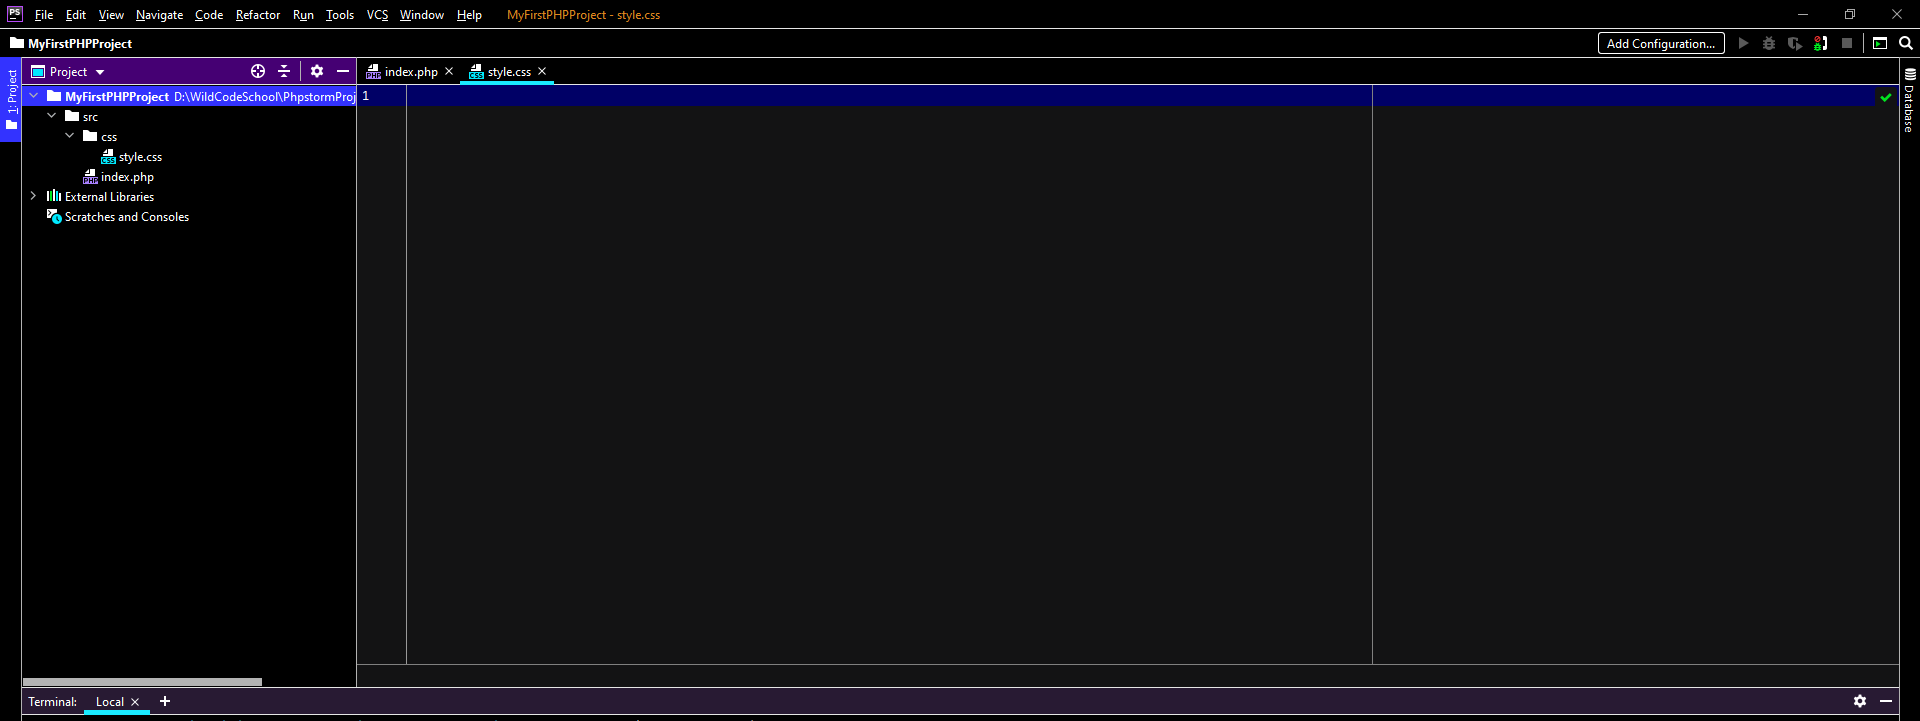 PS File Edit View Navigate Code Refactor Run Tools VCS Window Help MyFirstPHPProject - style.css
MyFirstPHPProject Add Configuration...
1: Project
Project
index.php style.css
MyFirstPHPProject D:\WildCodeSchool\PhpstormProj
1
src
css
style.css
index.php
External Libraries
Scratches and Consoles
Database
Terminal: Local +